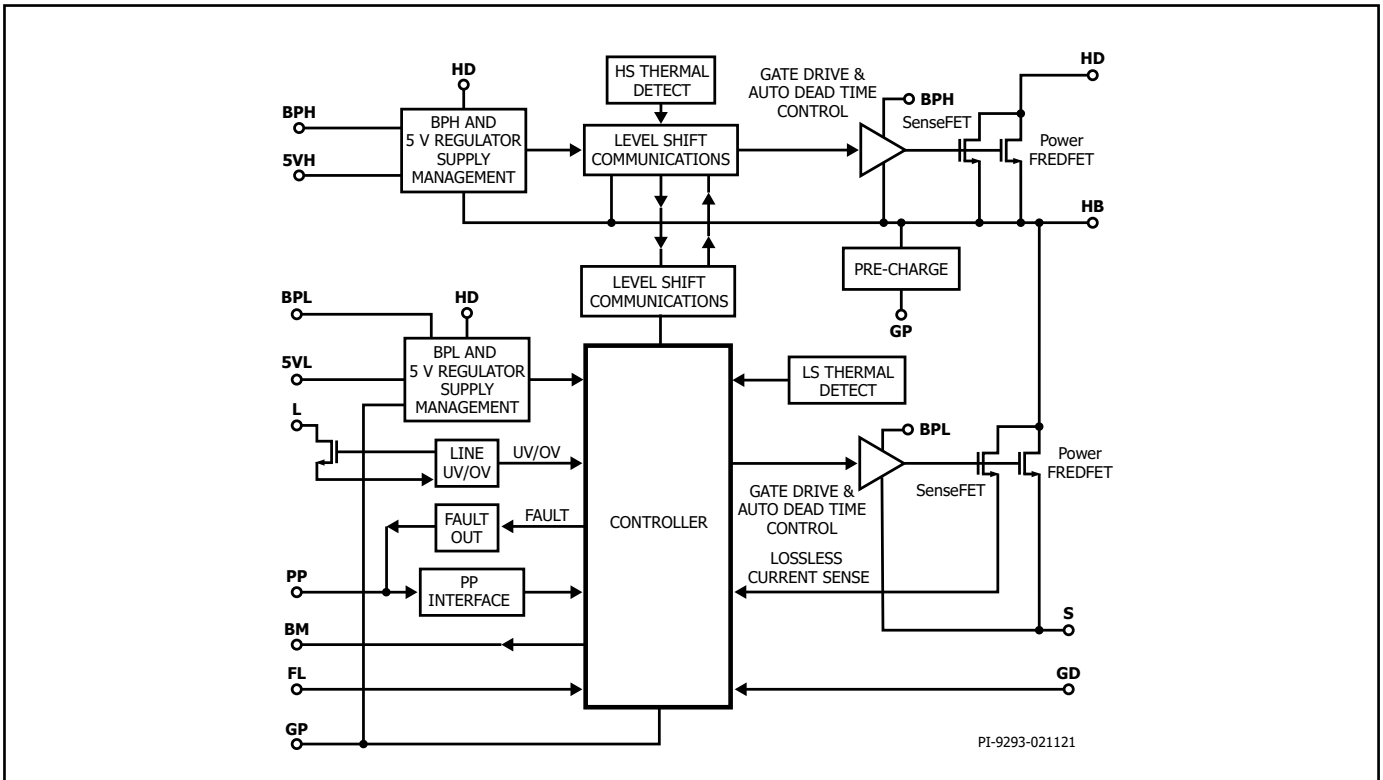 HD
BPH
5VH
BPH AND
5 V REGULATOR
SUPPLY
MANAGEMENT
HS THERMAL
DETECT
LEVEL SHIFT
COMMUNICATIONS
GATE DRIVE &
AUTO DEAD TIME
CONTROL
BPH
SenseFET
Power
FREDFET
HD
HB
PRE-CHARGE
GP
LEVEL SHIFT
COMMUNICATIONS
BPL
HD
5VL
BPL AND
5 V REGULATOR
SUPPLY
MANAGEMENT
L
LINE
UV/OV
UV/OV
FAULT
OUT
FAULT
PP
PP
INTERFACE
BM
FL
GP
CONTROLLER
LS THERMAL
DETECT
BPL
SenseFET
Power
FREDFET
GATE DRIVE &
AUTO DEAD TIME
CONTROL
LOSSLESS
CURRENT SENSE
S
GD
PI-9293-021121